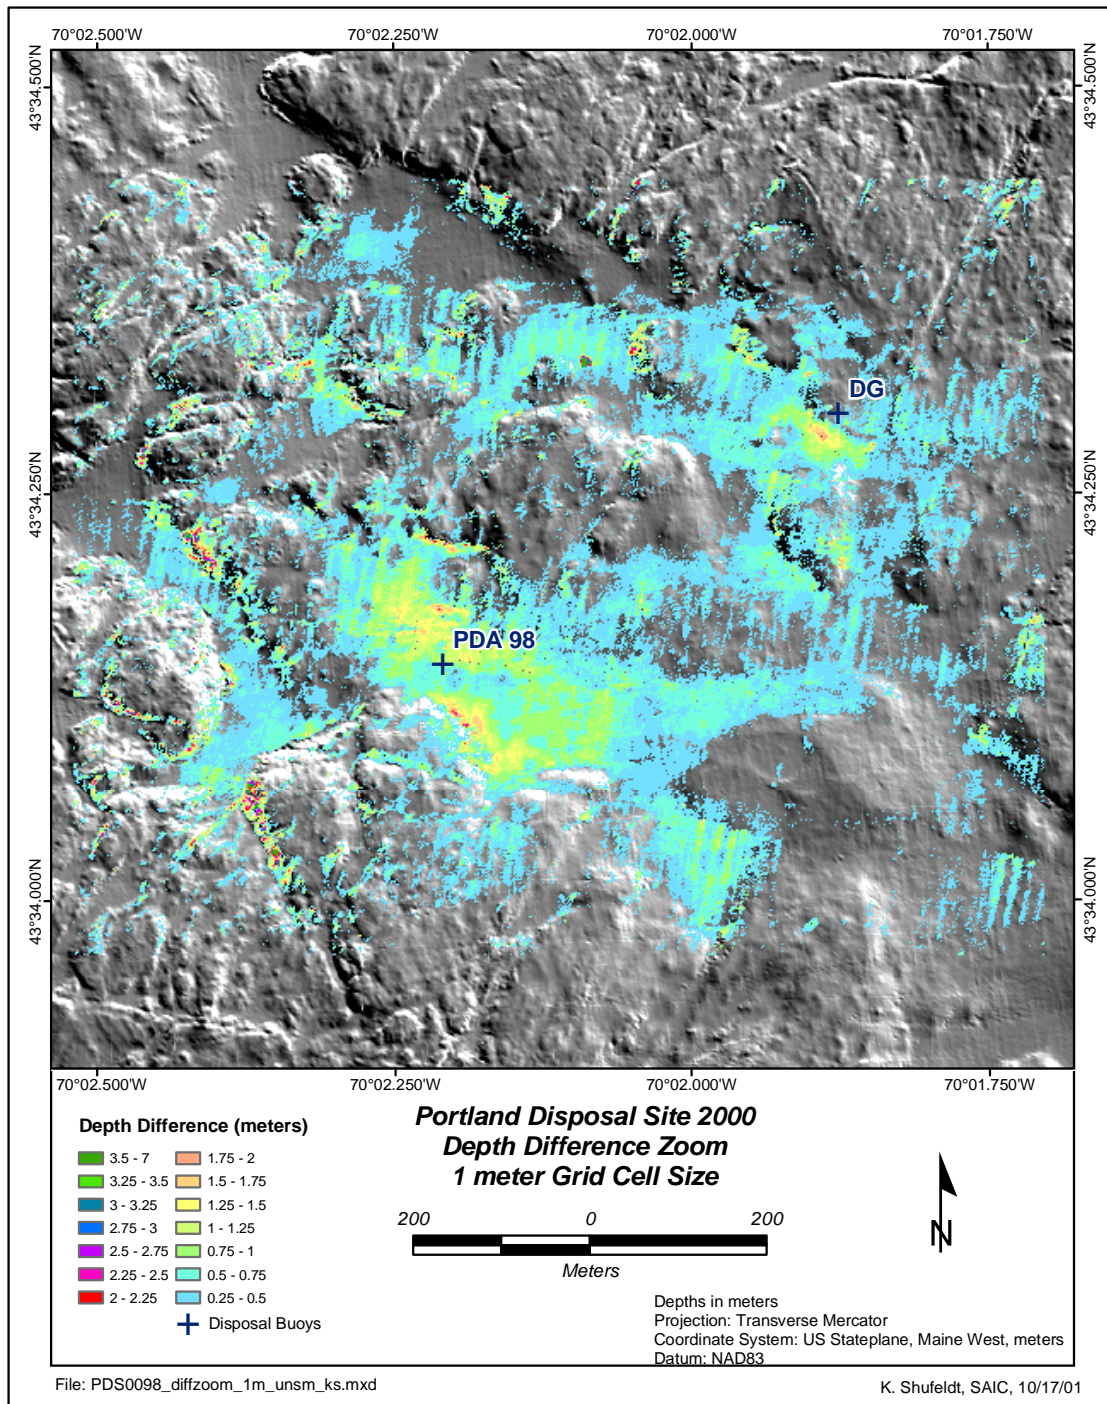 70°02.500'W 70°02.250'W 70°02.000'W 70°01.750'W
43°34.500'N
43°34.500'N
DG
43°34.250'N
43°34.250'N
PDA 98
43°34.000'N
43°34.000'N
70°02.500'W 70°02.250'W 70°02.000'W 70°01.750'W
Depth Difference (meters)
3.5 - 7
3.25 - 3.5
3 - 3.25
2.75 - 3
2.5 - 2.75
2.25 - 2.5
2 - 2.25
1.75 - 2
1.5 - 1.75
1.25 - 1.5
1 - 1.25
0.75 - 1
0.5 - 0.75
0.25 - 0.5
Disposal Buoys
Portland Disposal Site 2000
Depth Difference Zoom
1 meter Grid Cell Size
200 0 200
Meters
N
Depths in meters
Projection: Transverse Mercator
Coordinate System: US Stateplane, Maine West, meters
Datum: NAD83
File: PDS0098_diffzoom_1m_unsm_ks.mxd
K. Shufeldt, SAIC, 10/17/01